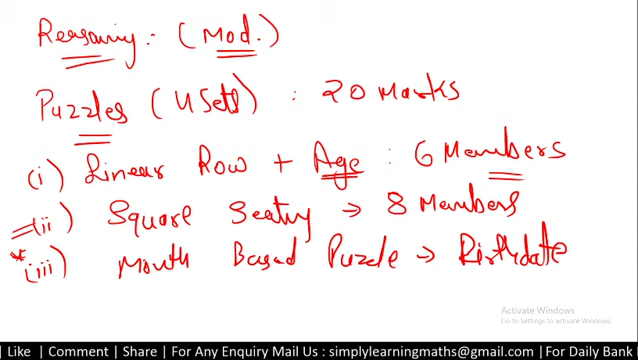 Reasoning : (Mod.)
Puzzles (4 Sets) : 20 Marks
(i) Linear Row + Age : 6 Members
(ii) Square Seating → 8 Members
*(iii) Month Based Puzzle → Birthdate
Activate Windows
Go to Settings to activate Windows.
| Like | Comment | Share | For Any Enquiry Mail Us : simplylearningmaths@gmail.com | For Daily Bank